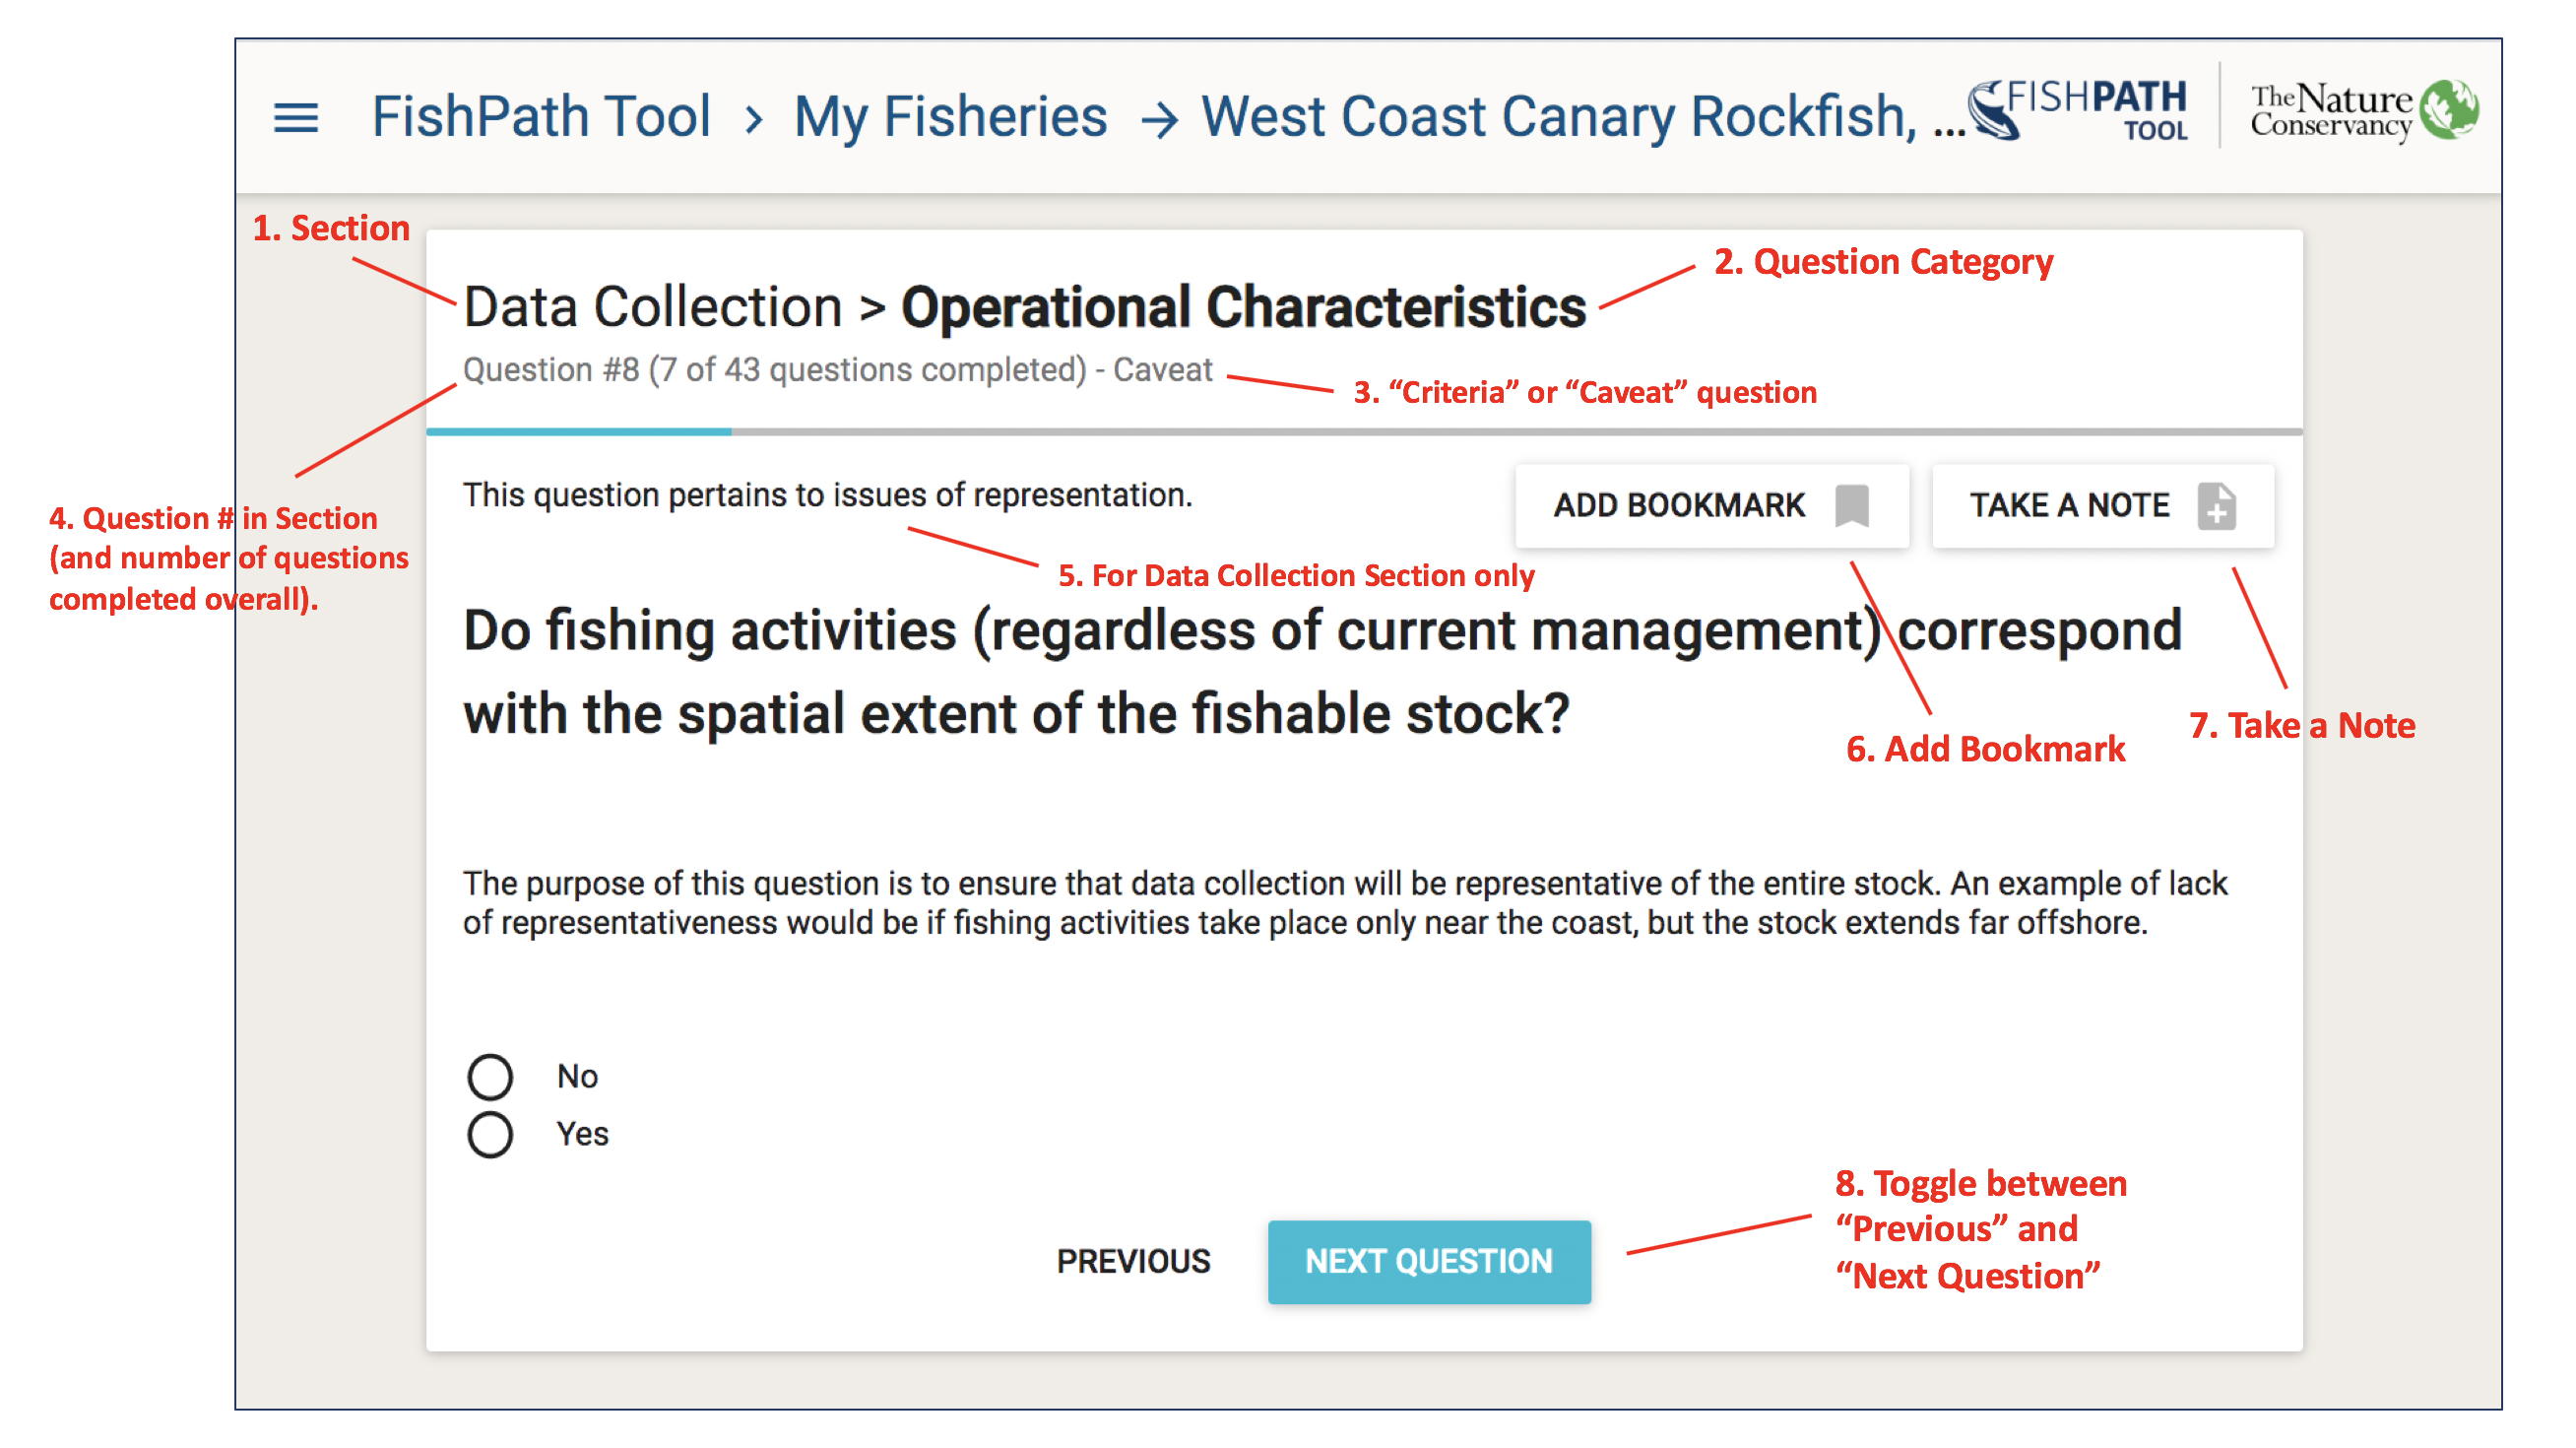 FishPath Tool > My Fisheries → West Coast Canary Rockfish, ...
FISHPATH
TOOL
The Nature
Conservancy
1. Section
2. Question Category
Data Collection > Operational Characteristics
Question #8 (7 of 43 questions completed) - Caveat
3. “Criteria” or “Caveat” question
This question pertains to issues of representation.
ADD BOOKMARK
TAKE A NOTE
4. Question # in Section
(and number of questions
completed overall).
5. For Data Collection Section only
Do fishing activities (regardless of current management) correspond
with the spatial extent of the fishable stock?
6. Add Bookmark
7. Take a Note
The purpose of this question is to ensure that data collection will be representative of the entire stock. An example of lack
of representativeness would be if fishing activities take place only near the coast, but the stock extends far offshore.
No
Yes
PREVIOUS
NEXT QUESTION
8. Toggle between
“Previous” and
“Next Question”